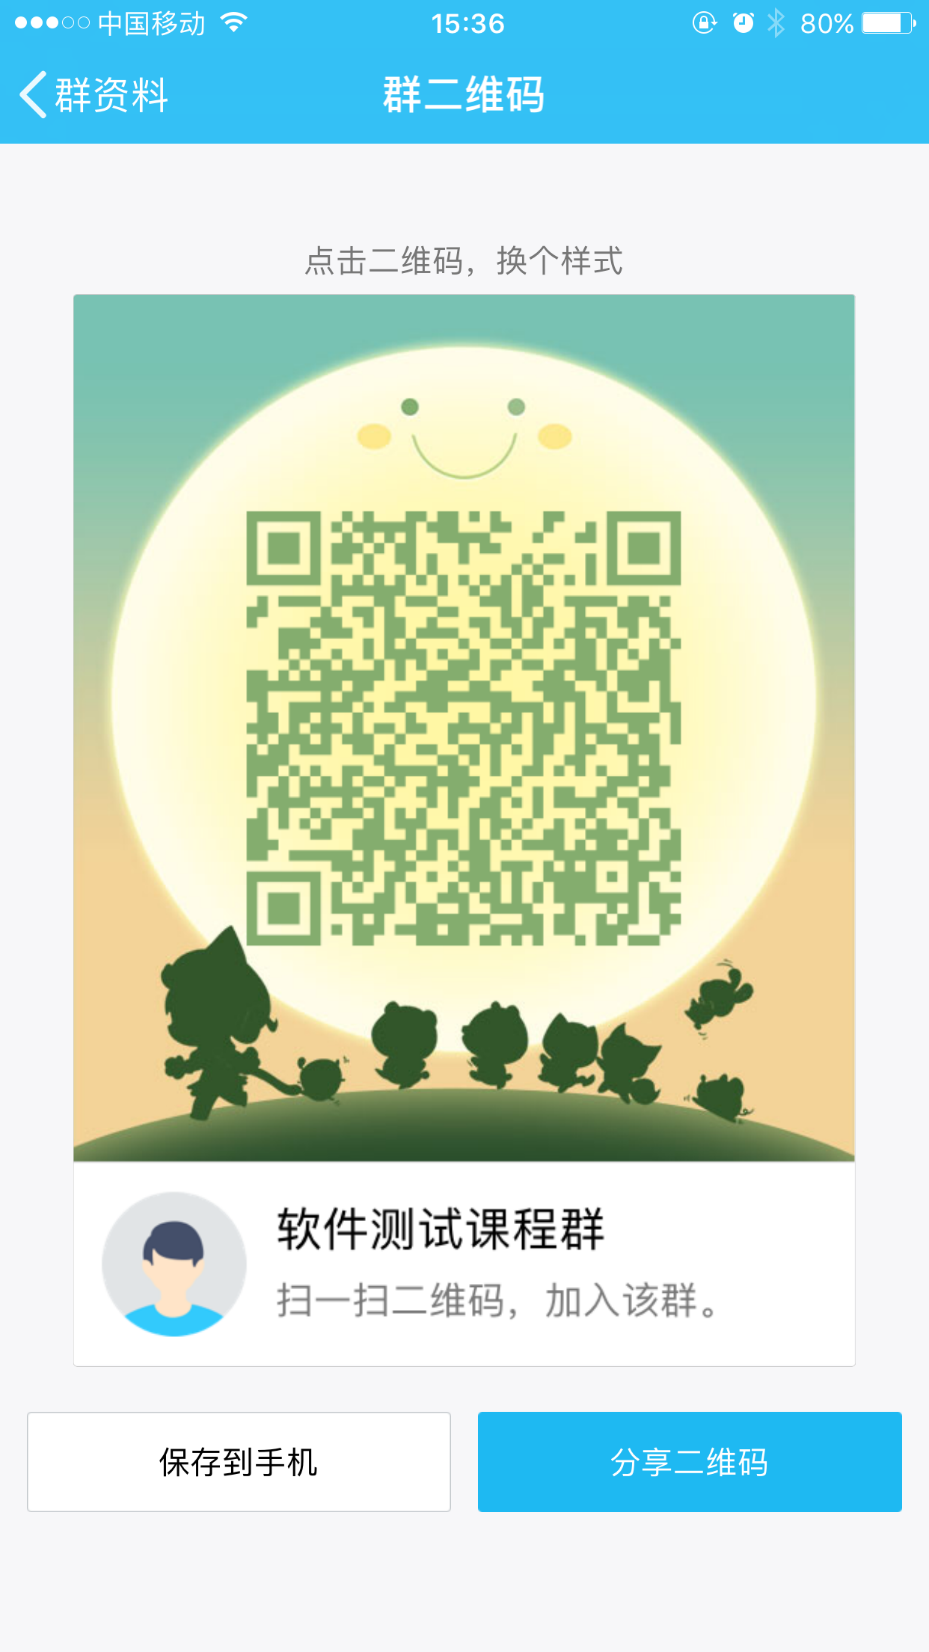 中国移动 15:36 80%
群资料 群二维码
点击二维码，换个样式
软件测试课程群
扫一扫二维码，加入该群。
保存到手机 分享二维码